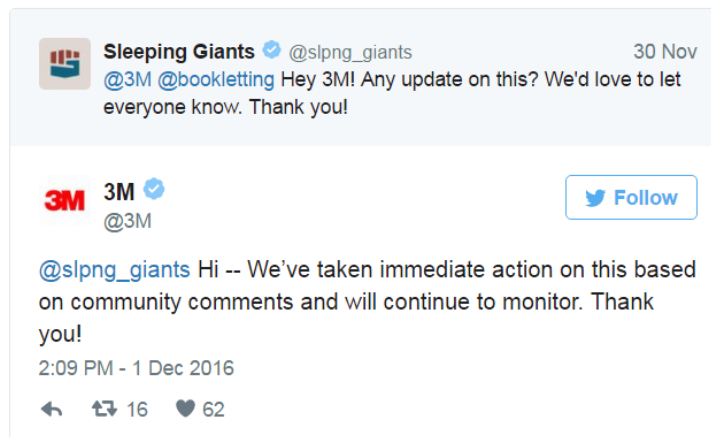 Sleeping Giants @slpng_giants 30 Nov
@3M @bookletting Hey 3M! Any update on this? We'd love to let
everyone know. Thank you!
3M 3M
@3M
Follow
@slpng_giants Hi -- We've taken immediate action on this based
on community comments and will continue to monitor. Thank
you!
2:09 PM - 1 Dec 2016
16 62